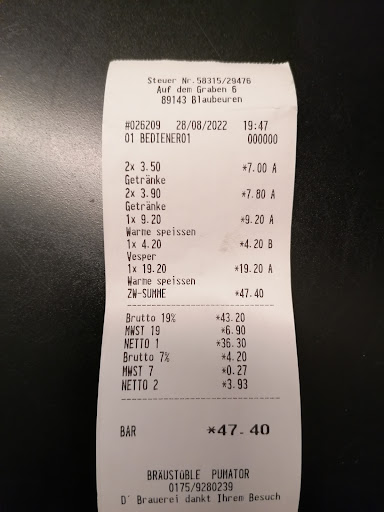 Steuer Nr.58315/29476
Auf dem Graben 6
89143 Blaubeuren
#026209 28/08/2022 19:47
01 BEDIENER01 000000
2x 3.50 *7.00 A
Getränke
2x 3.90 *7.80 A
Getränke
1x 9.20 *9.20 A
Warme speissen
1x 4.20 *4.20 B
Vesper
1x 19.20 *19.20 A
Warme speissen
ZW-SUMME *47.40
Brutto 19% *43.20
MWST 19 *6.90
NETTO 1 *36.30
Brutto 7% *4.20
MWST 7 *0.27
NETTO 2 *3.93
BAR *47.40
BRÄUSTÜBLE PUMATOR
0175/9280239
D' Brauerei dankt Ihrem Besuch